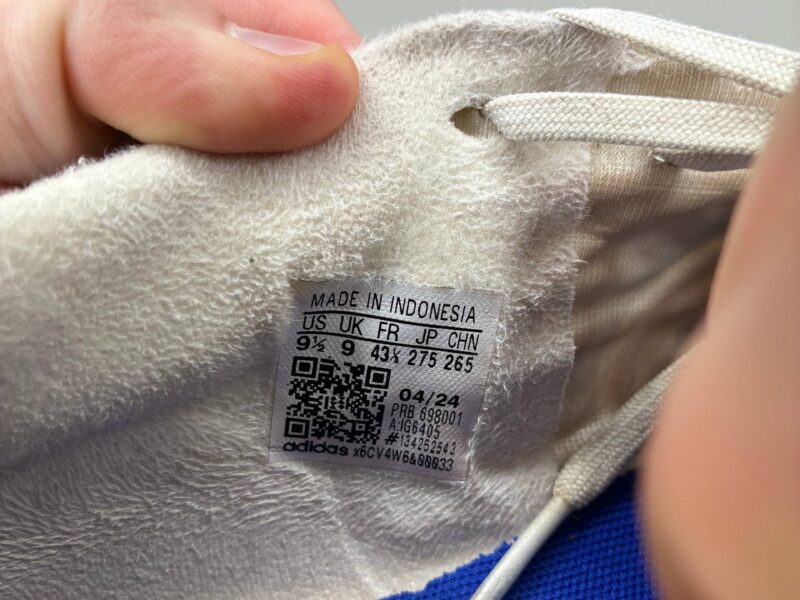 MADE IN INDONESIA
US UK FR JP CHN
9½ 9 43⅓ 275 265
04/24
PRB 698001
A:IG6405
#134252543
adidas x6CV4W6&00033